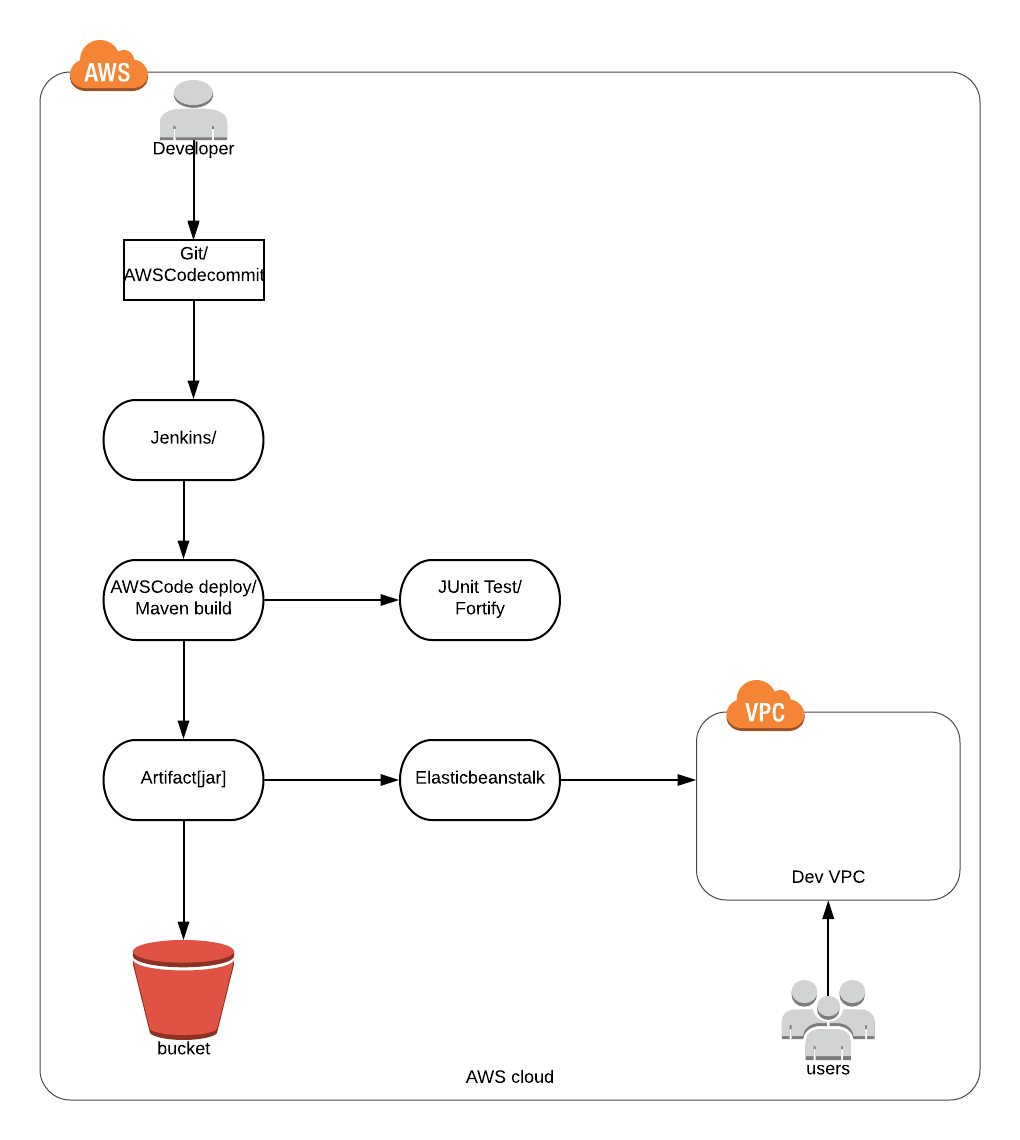 AWS
Developer
Git/
AWSCodecommit
Jenkins/
AWSCode deploy/
Maven build
JUnit Test/
Fortify
Artifact[jar]
Elasticbeanstalk
VPC
Dev VPC
bucket
users
AWS cloud